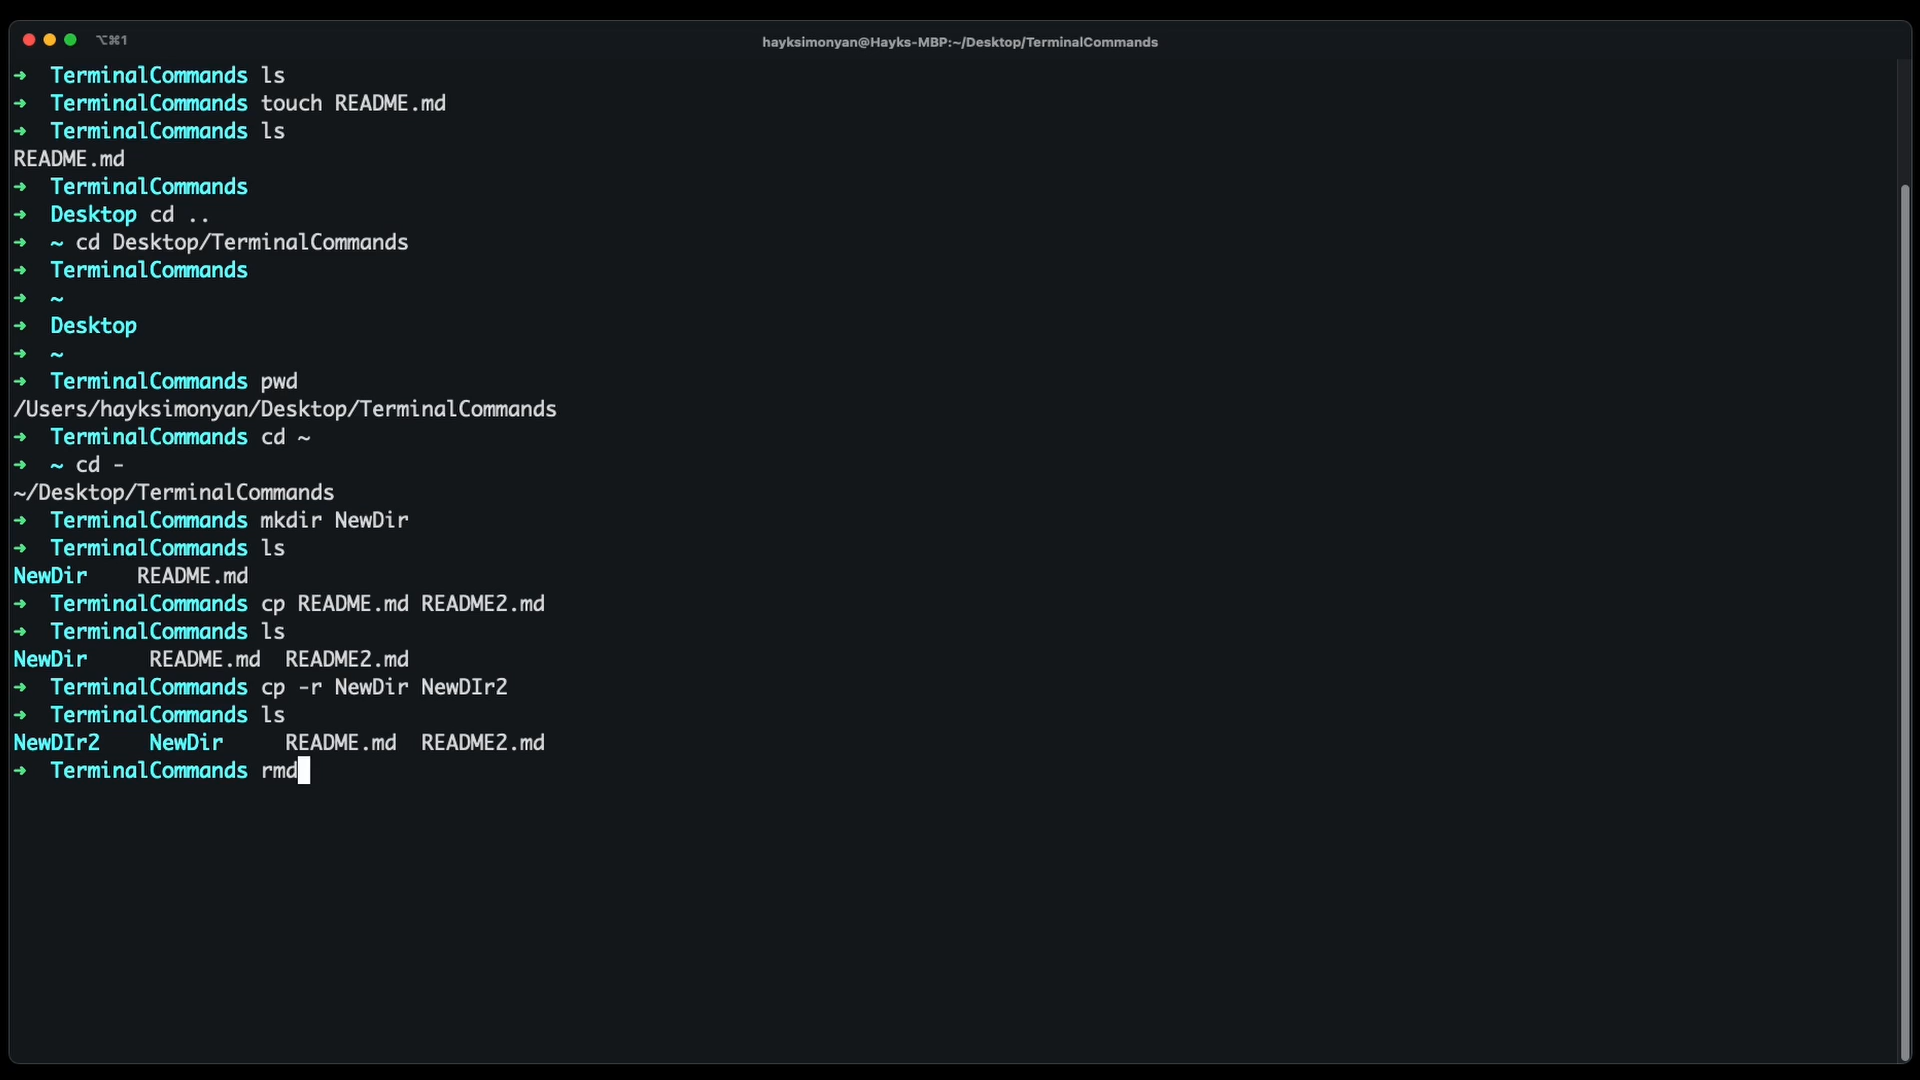 ⌥⌘1
hayksimonyan@Hayks-MBP:~/Desktop/TerminalCommands
➜ TerminalCommands ls
➜ TerminalCommands touch README.md
➜ TerminalCommands ls
README.md
➜ TerminalCommands
➜ Desktop cd ..
➜ ~ cd Desktop/TerminalCommands
➜ TerminalCommands
➜ ~
➜ Desktop
➜ ~
➜ TerminalCommands pwd
/Users/hayksimonyan/Desktop/TerminalCommands
➜ TerminalCommands cd ~
➜ ~ cd -
~/Desktop/TerminalCommands
➜ TerminalCommands mkdir NewDir
➜ TerminalCommands ls
NewDir README.md
➜ TerminalCommands cp README.md README2.md
➜ TerminalCommands ls
NewDir README.md README2.md
➜ TerminalCommands cp -r NewDir NewDIr2
➜ TerminalCommands ls
NewDIr2 NewDir README.md README2.md
➜ TerminalCommands rmd